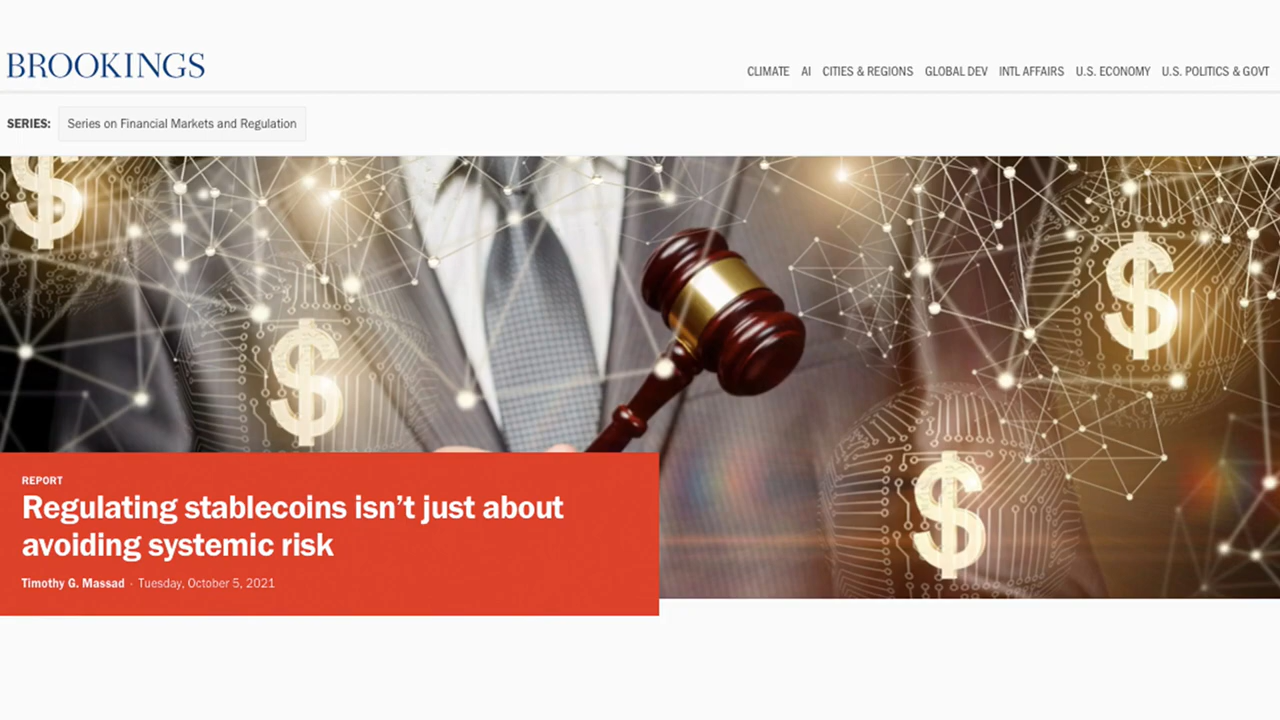 BROOKINGS
CLIMATE AI CITIES & REGIONS GLOBAL DEV INTL AFFAIRS U.S. ECONOMY U.S. POLITICS & GOVT
SERIES: Series on Financial Markets and Regulation
$
$
$
$
REPORT
Regulating stablecoins isn’t just about
avoiding systemic risk
Timothy G. Massad · Tuesday, October 5, 2021